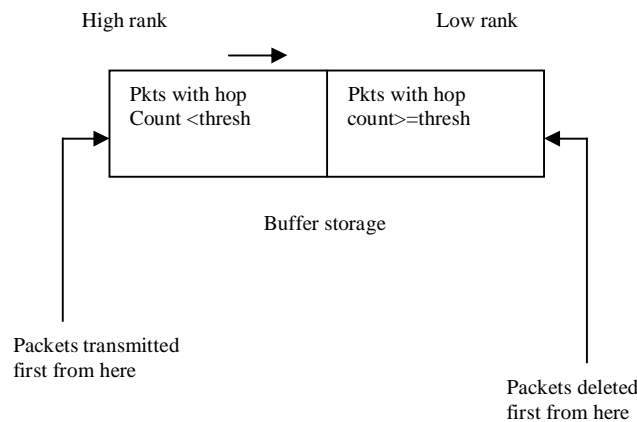 High rank
Low rank
Pkts with hop
Count <thresh
Pkts with hop
count>=thresh
Buffer storage
Packets transmitted
first from here
Packets deleted
first from here